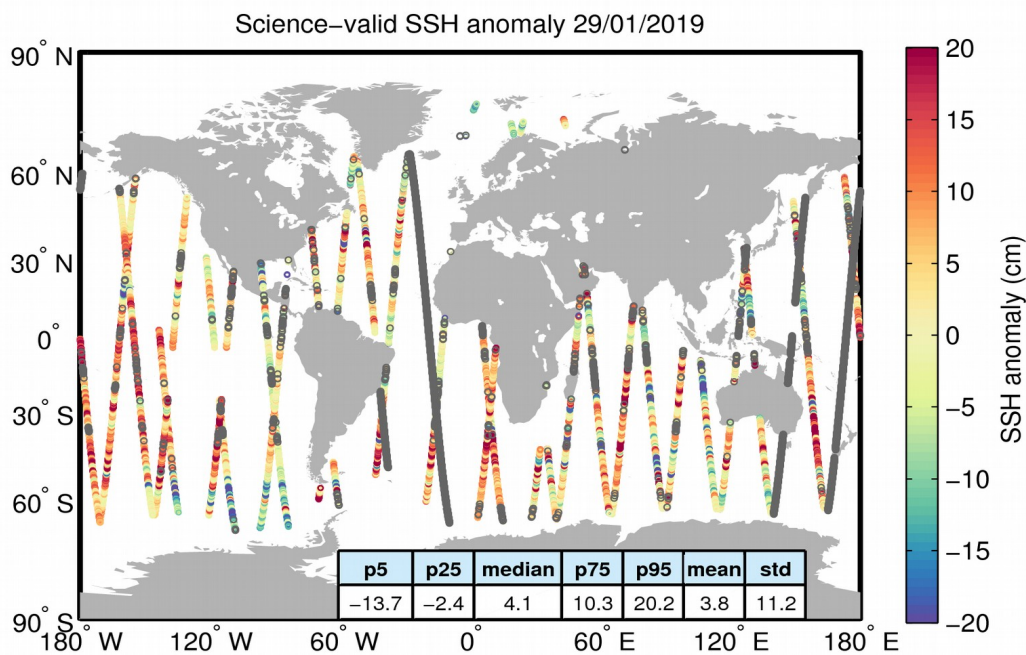 Science−valid SSH anomaly 29/01/2019
90° N
60° N
30° N
0°
30° S
60° S
90° S
180° W 120° W 60° W 0° 60° E 120° E 180° E
p5 p25 median p75 p95 mean std
−13.7 −2.4 4.1 10.3 20.2 3.8 11.2
20
15
10
5
0
−5
−10
−15
−20
SSH anomaly (cm)